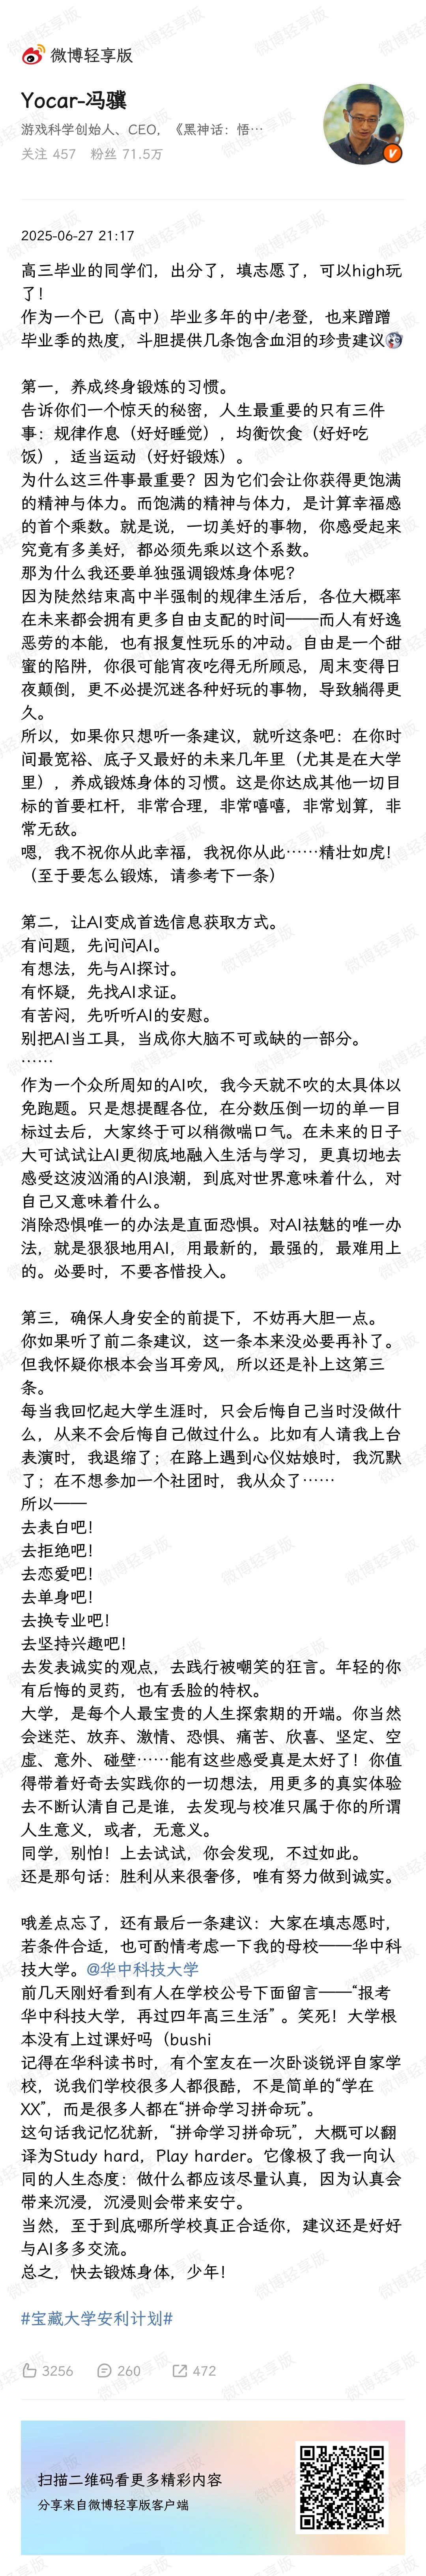 微博轻享版
Yocar-冯骥
游戏科学创始人、CEO，《黑神话：悟…
关注 457 粉丝 71.5万
2025-06-27 21:17
高三毕业的同学们，出分了，填志愿了，可以high玩
了！
作为一个已（高中）毕业多年的中/老登，也来蹭蹭
毕业季的热度，斗胆提供几条饱含血泪的珍贵建议
第一，养成终身锻炼的习惯。
告诉你们一个惊天的秘密，人生最重要的只有三件
事：规律作息（好好睡觉），均衡饮食（好好吃
饭），适当运动（好好锻炼）。
为什么这三件事最重要？因为它们会让你获得更饱满
的精神与体力。而饱满的精神与体力，是计算幸福感
的首个乘数。就是说，一切美好的事物，你感受起来
究竟有多美好，都必须先乘以这个系数。
那为什么我还要单独强调锻炼身体呢？
因为陡然结束高中半强制的规律生活后，各位大概率
在未来都会拥有更多自由支配的时间——而人有好逸
恶劳的本能，也有报复性玩乐的冲动。自由是一个甜
蜜的陷阱，你很可能宵夜吃得无所顾忌，周末变得日
夜颠倒，更不必提沉迷各种好玩的事物，导致躺得更
久。
所以，如果你只想听一条建议，就听这条吧：在你时
间最宽裕、底子又最好的未来几年里（尤其是在大学
里），养成锻炼身体的习惯。这是你达成其他一切目
标的首要杠杆，非常合理，非常嘻嘻，非常划算，非
常无敌。
嗯，我不祝你从此幸福，我祝你从此……精壮如虎！
（至于要怎么锻炼，请参考下一条）
第二，让AI变成首选信息获取方式。
有问题，先问问AI。
有想法，先与AI探讨。
有怀疑，先找AI求证。
有苦闷，先听听AI的安慰。
别把AI当工具，当成你大脑不可或缺的一部分。
……
作为一个众所周知的AI吹，我今天就不吹的太具体以
免跑题。只是想提醒各位，在分数压倒一切的单一目
标过去后，大家终于可以稍微喘口气。在未来的日子
大可试试让AI更彻底地融入生活与学习，更真切地去
感受这波汹涌的AI浪潮，到底对世界意味着什么，对
自己又意味着什么。
消除恐惧唯一的办法是直面恐惧。对AI祛魅的唯一办
法，就是狠狠地用AI，用最新的，最强的，最难用上
的。必要时，不要吝惜投入。
第三，确保人身安全的前提下，不妨再大胆一点。
你如果听了前二条建议，这一条本来没必要再补了。
但我怀疑你根本会当耳旁风，所以还是补上这第三
条。
每当我回忆起大学生涯时，只会后悔自己当时没做什
么，从来不会后悔自己做过什么。比如有人请我上台
表演时，我退缩了；在路上遇到心仪姑娘时，我沉默
了；在不想参加一个社团时，我从众了……
所以——
去表白吧！
去拒绝吧！
去恋爱吧！
去单身吧！
去换专业吧！
去坚持兴趣吧！
去发表诚实的观点，去践行被嘲笑的狂言。年轻的你
有后悔的灵药，也有丢脸的特权。
大学，是每个人最宝贵的人生探索期的开端。你当然
会迷茫、放弃、激情、恐惧、痛苦、欣喜、坚定、空
虚、意外、碰壁……能有这些感受真是太好了！你值
得带着好奇去实践你的一切想法，用更多的真实体验
去不断认清自己是谁，去发现与校准只属于你的所谓
人生意义，或者，无意义。
同学，别怕！上去试试，你会发现，不过如此。
还是那句话：胜利从来很奢侈，唯有努力做到诚实。
哦差点忘了，还有最后一条建议：大家在填志愿时，
若条件合适，也可酌情考虑一下我的母校——华中科
技大学。@华中科技大学
前几天刚好看到有人在学校公号下面留言——“报考
华中科技大学，再过四年高三生活”。笑死！大学根
本没有上过课好吗（bushi
记得在华科读书时，有个室友在一次卧谈锐评自家学
校，说我们学校很多人都很酷，不是简单的“学在
XX”，而是很多人都在“拼命学习拼命玩”。
这句话我记忆犹新，“拼命学习拼命玩”，大概可以翻
译为Study hard，Play harder。它像极了我一向认
同的人生态度：做什么都应该尽量认真，因为认真会
带来沉浸，沉浸则会带来安宁。
当然，至于到底哪所学校真正合适你，建议还是好好
与AI多多交流。
总之，快去锻炼身体，少年！
#宝藏大学安利计划#
3256 260 472
扫描二维码看更多精彩内容
分享来自微博轻享版客户端